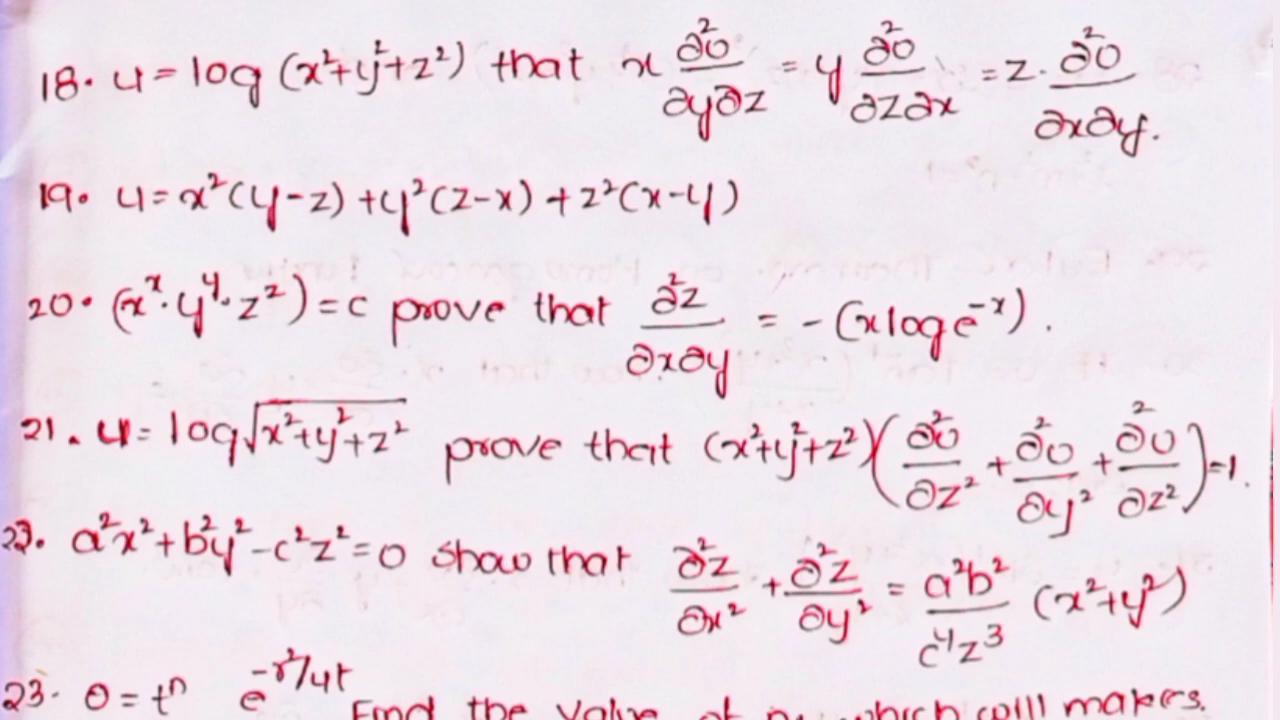 18. u = log (x²+y²+z²) that x ∂²u/∂y∂z = y ∂²u/∂z∂x = z. ∂²u/∂x∂y.
19. u = x²(y-z) + y²(z-x) + z²(x-y)
20. (x^x. y^y. z^z) = c prove that ∂²z/∂x∂y = -(x log e^-x).
21. u = log √x²+y²+z² prove that (x²+y²+z²)(∂²u/∂z² + ∂²u/∂y² + ∂²u/∂z²) = 1.
23. a²x²+b²y²-c²z²=0 show that ∂²z/∂x² + ∂²z/∂y² = a²b²/c⁴z³ (x²+y²)
23. θ = t^n e^-r²/4t Find the value of n, which will makes.